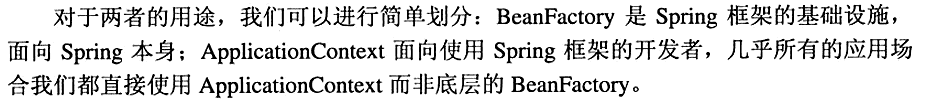 对于两者的用途，我们可以进行简单划分：BeanFactory 是 Spring 框架的基础设施，
面向 Spring 本身；ApplicationContext 面向使用 Spring 框架的开发者，几乎所有的应用场
合我们都直接使用 ApplicationContext 而非底层的 BeanFactory。